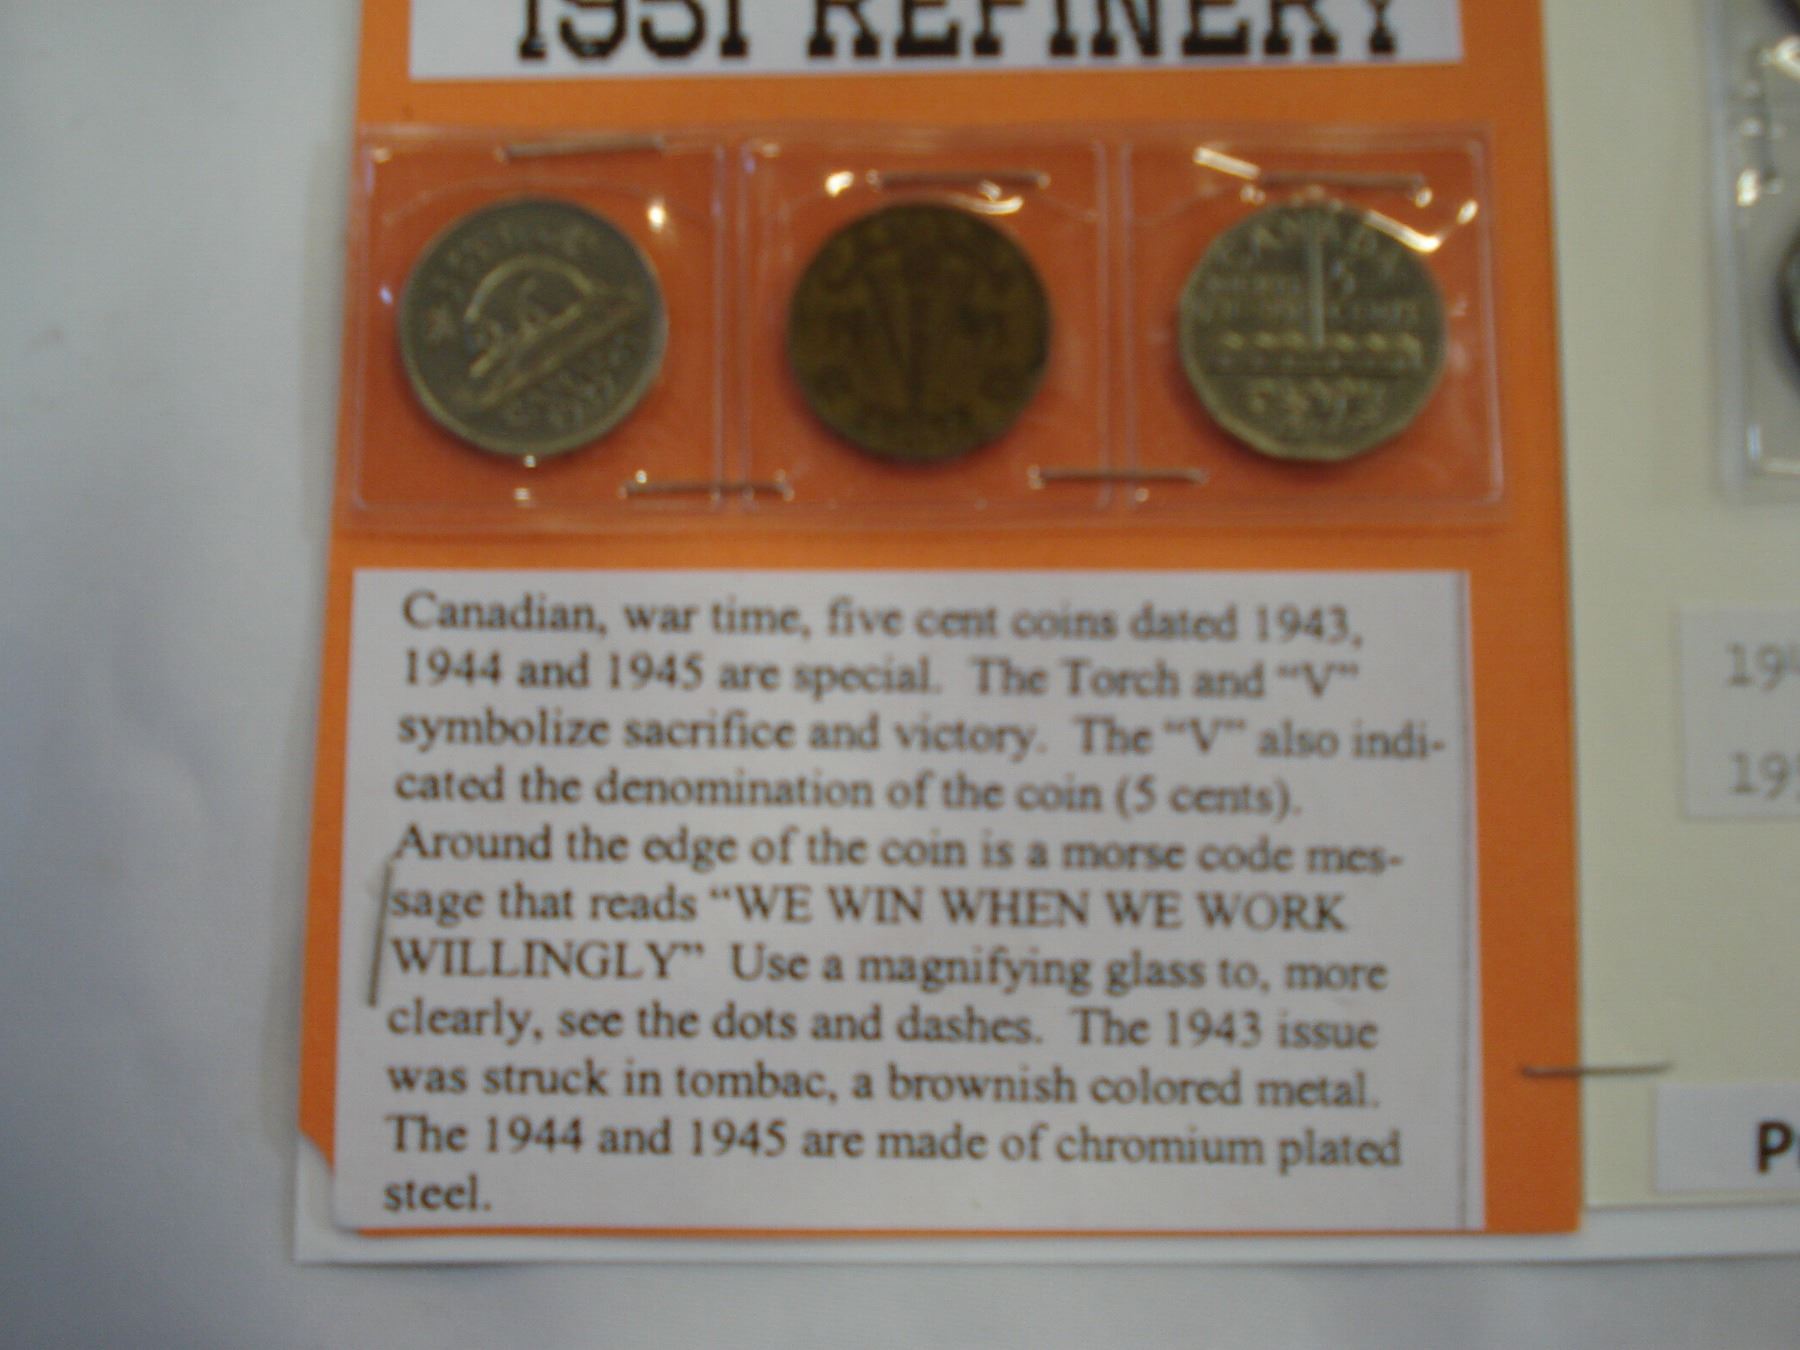 1951 REFINERY
CANADA
5 CENTS
Canadian, war time, five cent coins dated 1943,
1944 and 1945 are special. The Torch and "V"
symbolize sacrifice and victory. The "V" also indi-
cated the denomination of the coin (5 cents).
Around the edge of the coin is a morse code mes-
sage that reads "WE WIN WHEN WE WORK
WILLINGLY" Use a magnifying glass to, more
clearly, see the dots and dashes. The 1943 issue
was struck in tombac, a brownish colored metal.
The 1944 and 1945 are made of chromium plated
steel.